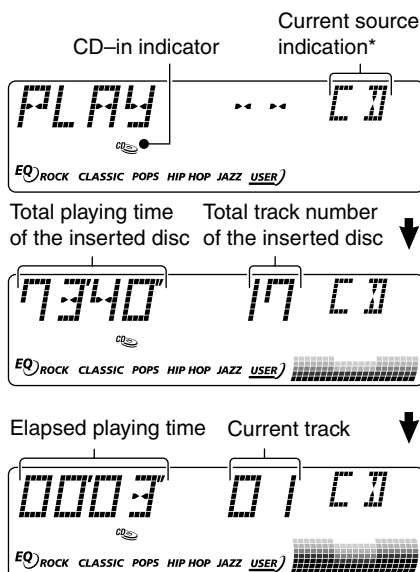 Current source
CD–in indicator indication*
PLAY CD
CD
EQ ROCK CLASSIC POPS HIP HOP JAZZ USER
Total playing time Total track number
of the inserted disc of the inserted disc
73'40" 17 CD
CD
EQ ROCK CLASSIC POPS HIP HOP JAZZ USER
Elapsed playing time Current track
00'03" 01 CD
CD
EQ ROCK CLASSIC POPS HIP HOP JAZZ USER